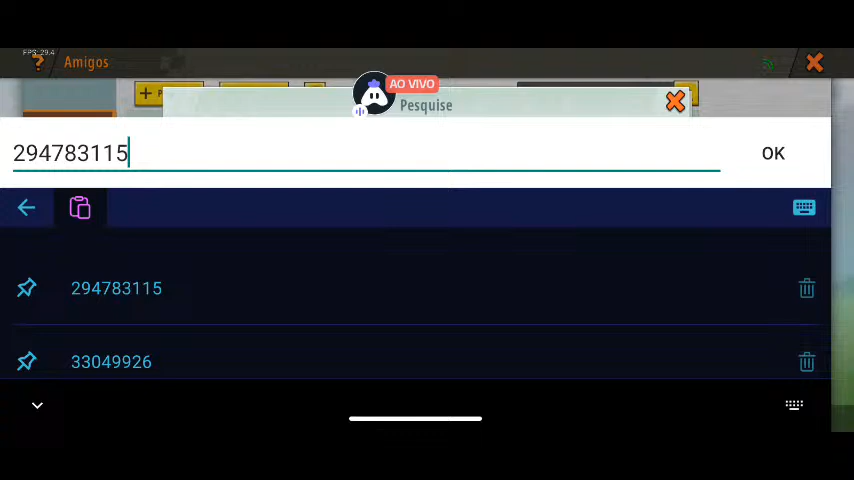 FPS: 29.4
? Amigos
+ P
AO VIVO
Pesquise
294783115
OK
294783115
33049926